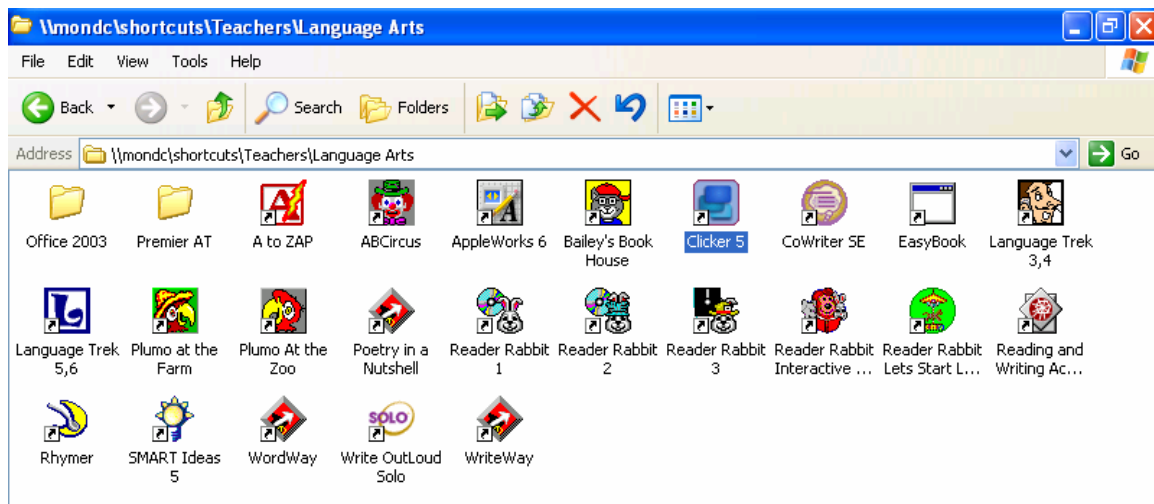 \\mondc\shortcuts\Teachers\Language Arts
File Edit View Tools Help
Back Search Folders
Address \\mondc\shortcuts\Teachers\Language Arts Go
Office 2003 Premier AT A to ZAP ABCircus AppleWorks 6 Bailey's Book Clicker 5 CoWriter SE EasyBook Language Trek
House 3,4
Language Trek Plumo at the Plumo At the Poetry in a Reader Rabbit Reader Rabbit Reader Rabbit Reader Rabbit Reader Rabbit Reading and
5,6 Farm Zoo Nutshell 1 2 3 Interactive ... Lets Start L... Writing Ac...
SOLO
Rhymer SMART Ideas WordWay Write OutLoud WriteWay
5 Solo